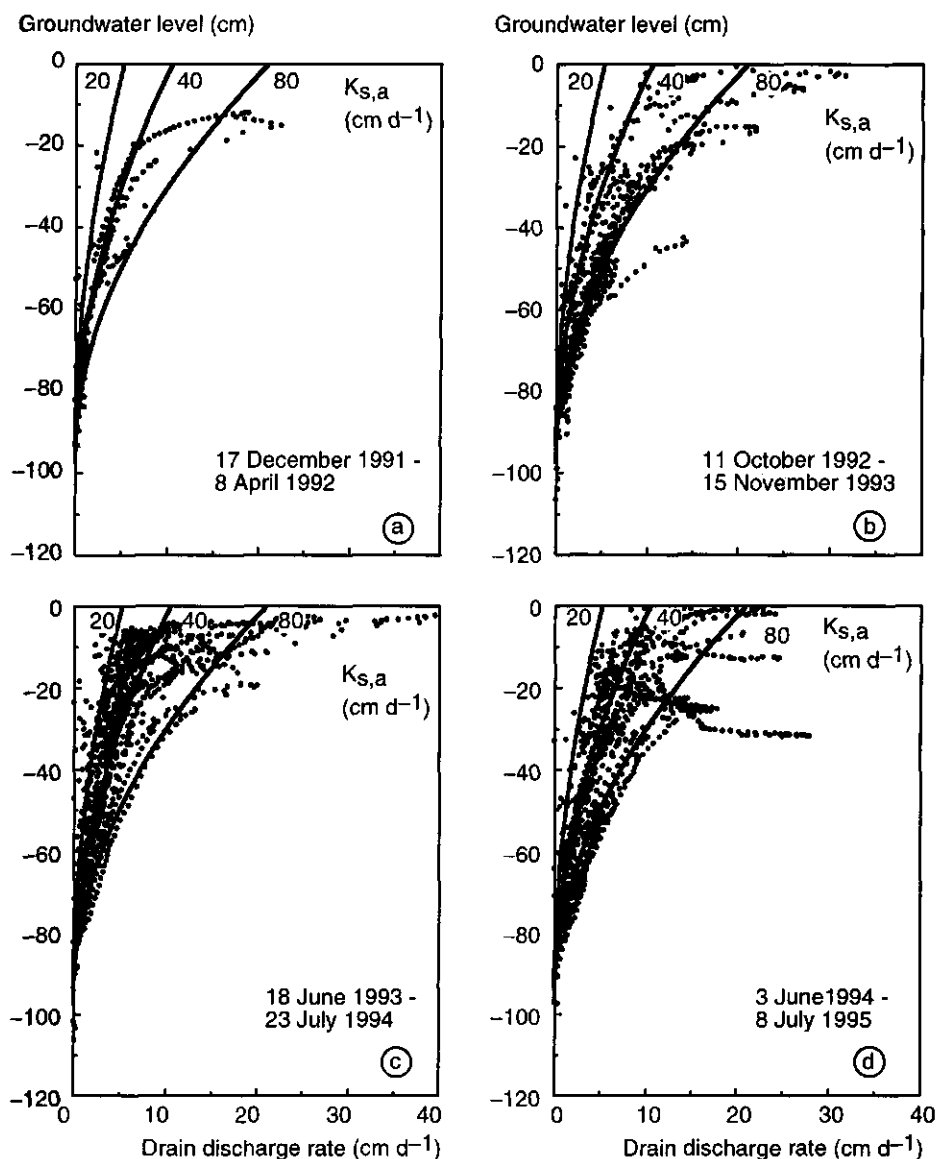 Groundwater level (cm)
Groundwater level (cm)
0
-20
-40
-60
-80
-100
-120
20
40
80
Ks,a
(cm d–1)
17 December 1991 -
8 April 1992
a
0
-20
-40
-60
-80
-100
-120
20
40
80
Ks,a
(cm d–1)
11 October 1992 -
15 November 1993
b
0
-20
-40
-60
-80
-100
-120
20
40
80
Ks,a
(cm d–1)
18 June 1993 -
23 July 1994
c
0
10
20
30
40
Drain discharge rate (cm d–1)
0
-20
-40
-60
-80
-100
-120
20
40
80
Ks,a
(cm d–1)
3 June1994 -
8 July 1995
d
0
10
20
30
40
Drain discharge rate (cm d–1)